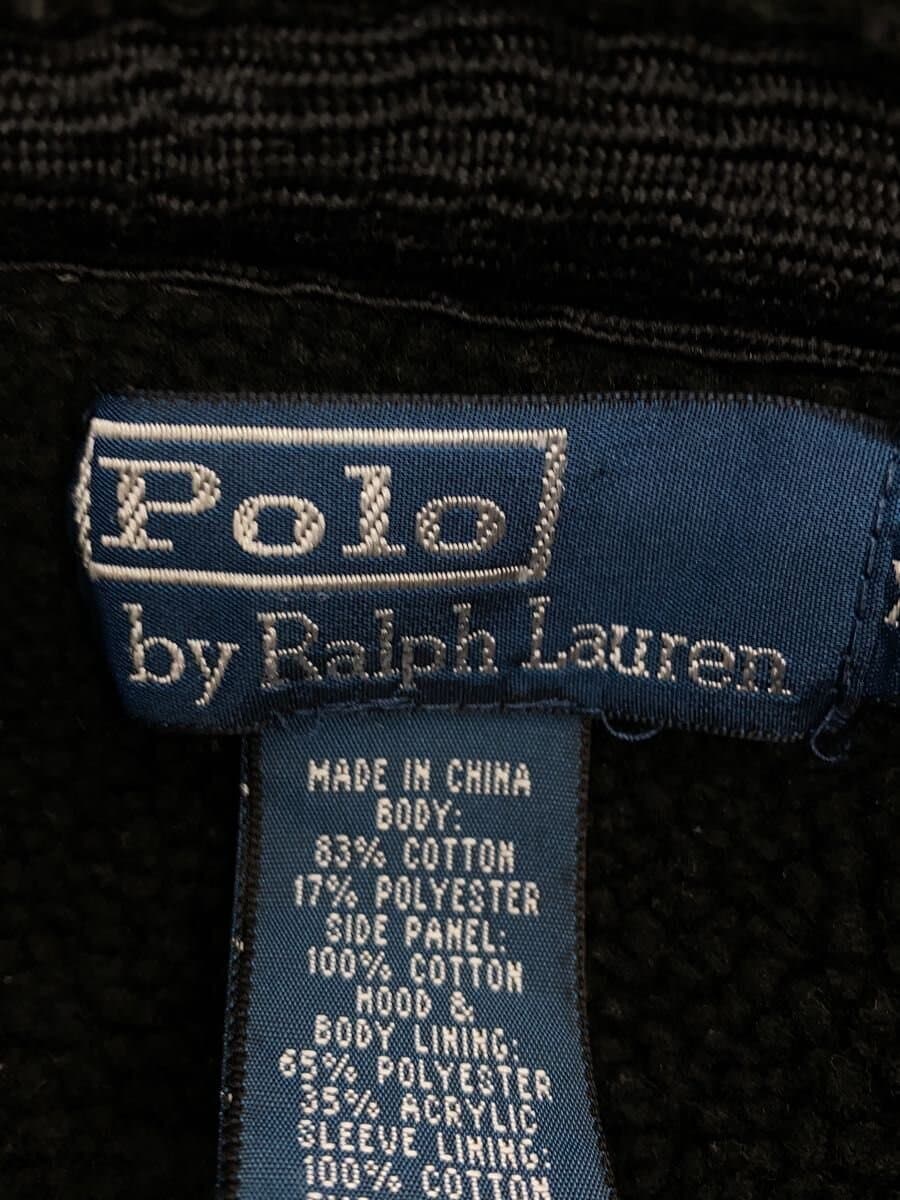 Polo
by Ralph Lauren
MADE IN CHINA
BODY:
83% COTTON
17% POLYESTER
SIDE PANEL:
100% COTTON
HOOD &
BODY LINING:
65% POLYESTER
35% ACRYLIC
SLEEVE LINING:
100% COTTON